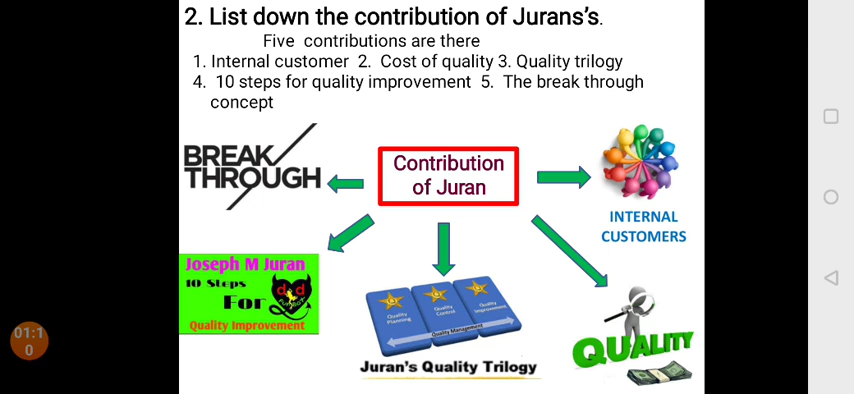 2. List down the contribution of Jurans's.
Five contributions are there
1. Internal customer 2. Cost of quality 3. Quality trilogy
4. 10 steps for quality improvement 5. The break through
concept
BREAK
THROUGH
Contribution
of Juran
INTERNAL
CUSTOMERS
Joseph M Juran
10 Steps
For
Quality Improvement
Quality
Planning
Quality
Control
Quality
Improvement
Quality Management
Juran's Quality Trilogy
QUALITY
01:1
0